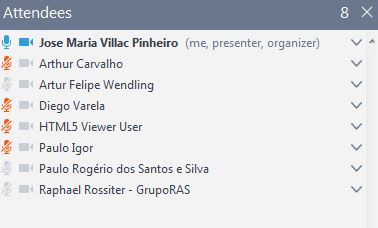 Attendees 8
Jose Maria Villac Pinheiro (me, presenter, organizer)
Arthur Carvalho
Artur Felipe Wendling
Diego Varela
HTML5 Viewer User
Paulo Igor
Paulo Rogério dos Santos e Silva
Raphael Rossiter - GrupoRAS